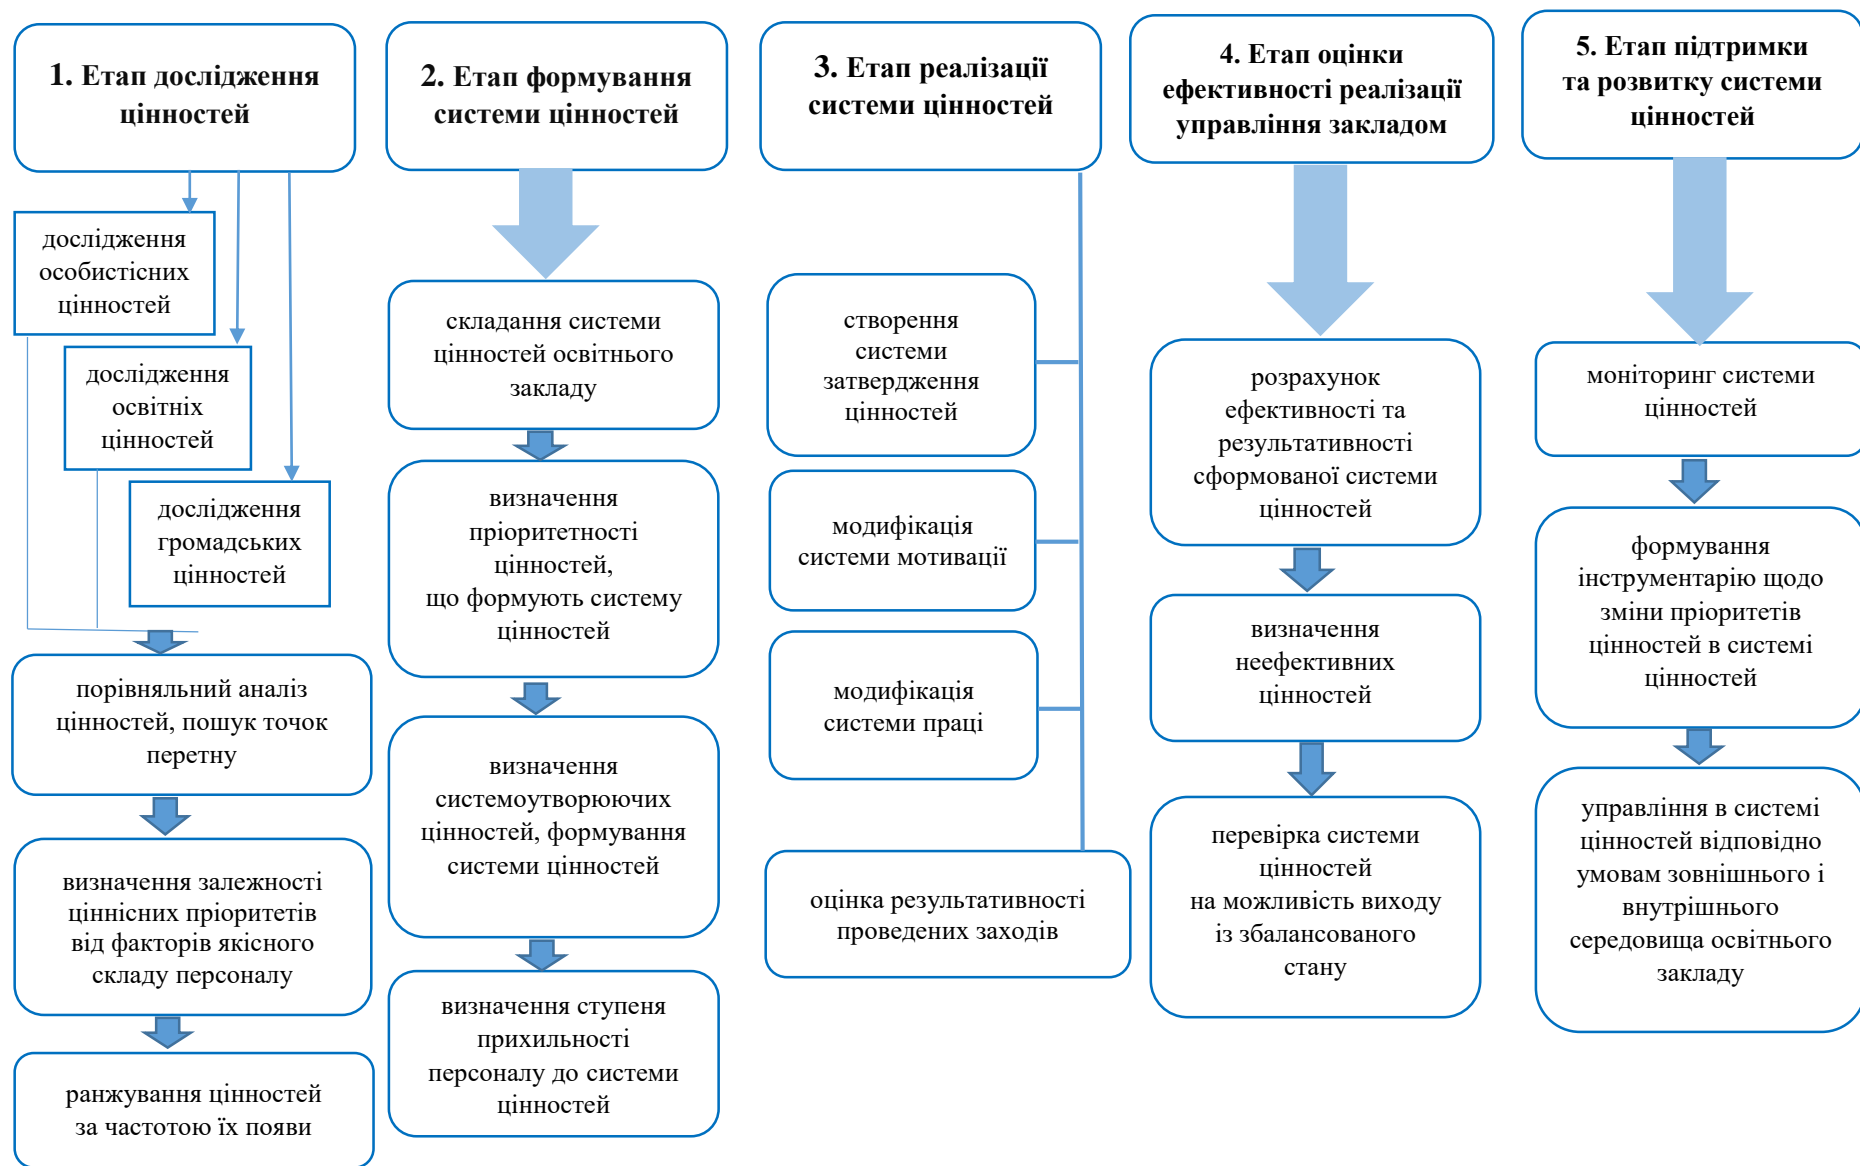 1. Етап дослідження
цінностей
дослідження
особистісних
цінностей
дослідження
освітніх
цінностей
дослідження
громадських
цінностей
порівняльний аналіз
цінностей, пошук точок
перетну
визначення залежності
ціннісних пріоритетів
від факторів якісного
складу персоналу
ранжування цінностей
за частотою їх появи
2. Етап формування
системи цінностей
складання системи
цінностей освітнього
закладу
визначення
пріоритетності
цінностей,
що формують систему
цінностей
визначення
системоутворюючих
цінностей, формування
системи цінностей
визначення ступеня
прихильності
персоналу до системи
цінностей
3. Етап реалізації
системи цінностей
створення
системи
затвердження
цінностей
модифікація
системи мотивації
модифікація
системи праці
оцінка результативності
проведених заходів
4. Етап оцінки
ефективності реалізації
управління закладом
розрахунок
ефективності та
результативності
сформованої системи
цінностей
визначення
неефективних
цінностей
перевірка системи
цінностей
на можливість виходу
із збалансованого
стану
5. Етап підтримки
та розвитку системи
цінностей
моніторинг системи
цінностей
формування
інструментарію щодо
зміни пріоритетів
цінностей в системі
цінностей
управління в системі
цінностей відповідно
умовам зовнішнього і
внутрішнього
середовища освітнього
закладу